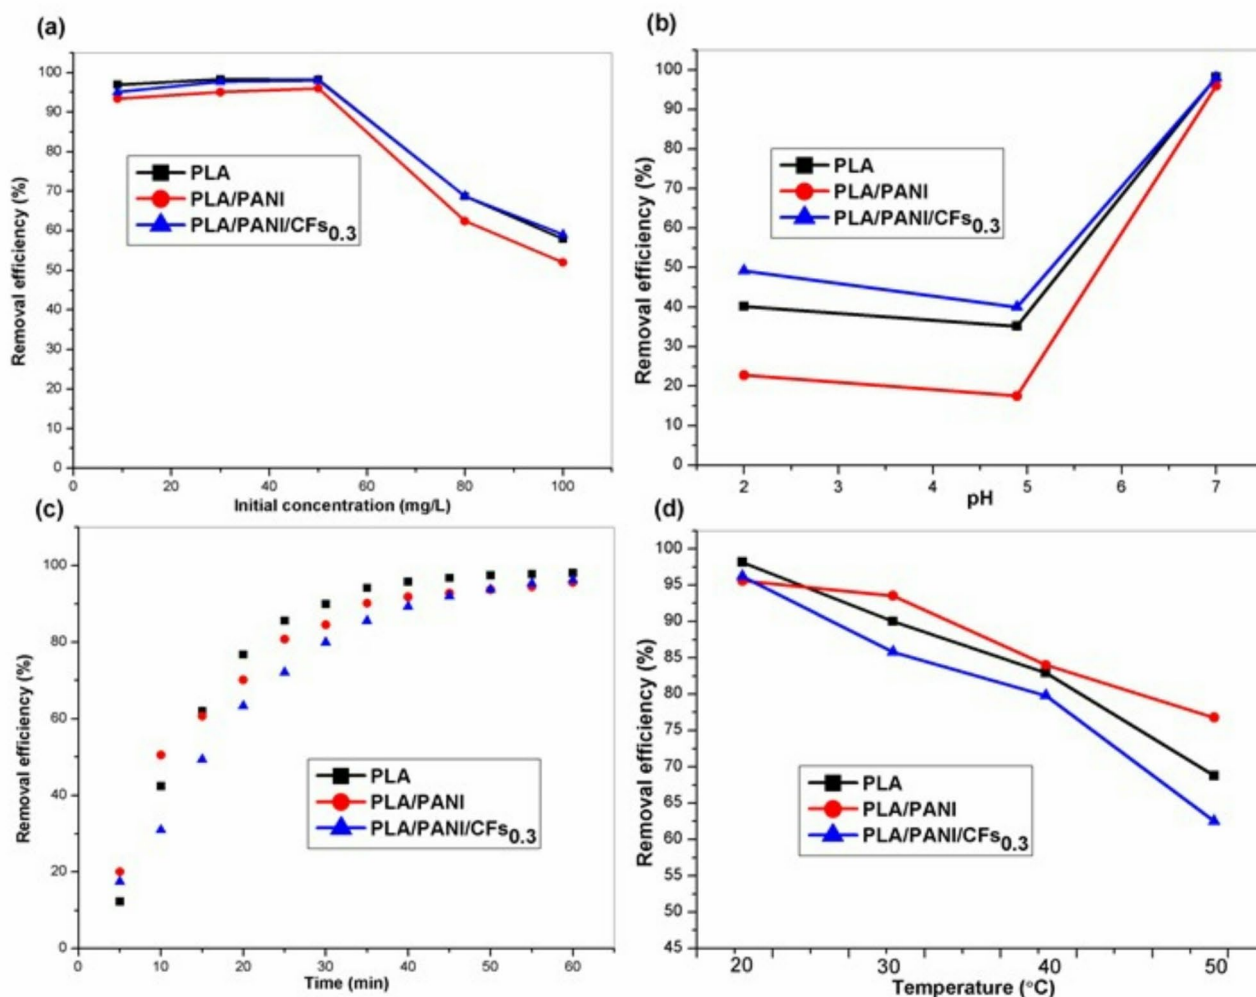 (a)
100
90
80
70
60
50
40
30
20
10
0
Removal efficiency (%)
PLA
PLA/PANI
PLA/PANI/CFs0.3
0 20 40 60 80 100
Initial concentration (mg/L)
(b)
100
90
80
70
60
50
40
30
20
10
0
Removal efficiency (%)
PLA
PLA/PANI
PLA/PANI/CFs0.3
2 3 4 5 6 7
pH
(c)
100
80
60
40
20
0
Removal efficiency (%)
PLA
PLA/PANI
PLA/PANI/CFs0.3
0 10 20 30 40 50 60
Time (min)
(d)
100
95
90
85
80
75
70
65
60
55
50
45
Removal efficiency (%)
PLA
PLA/PANI
PLA/PANI/CFs0.3
20 30 40 50
Temperature (°C)